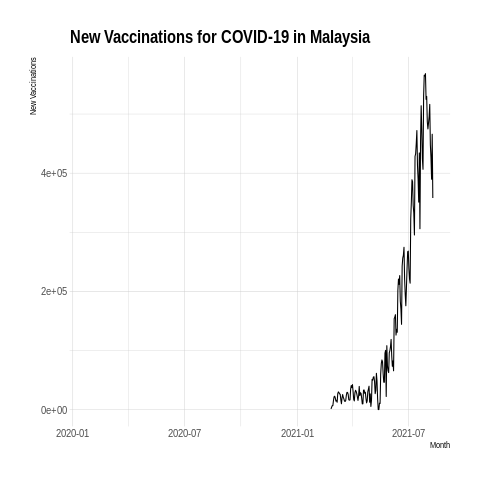 New Vaccinations for COVID-19 in Malaysia
New Vaccinations
4e+05
2e+05
0e+00
2020-01 2020-07 2021-01 2021-07
Month